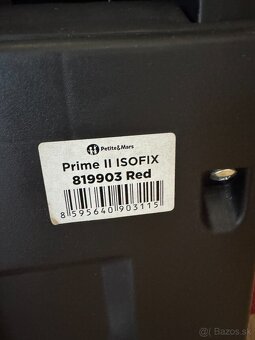 Petite&Mars
Prime II ISOFIX
819903 Red
8 595640 903115
Bazos.sk